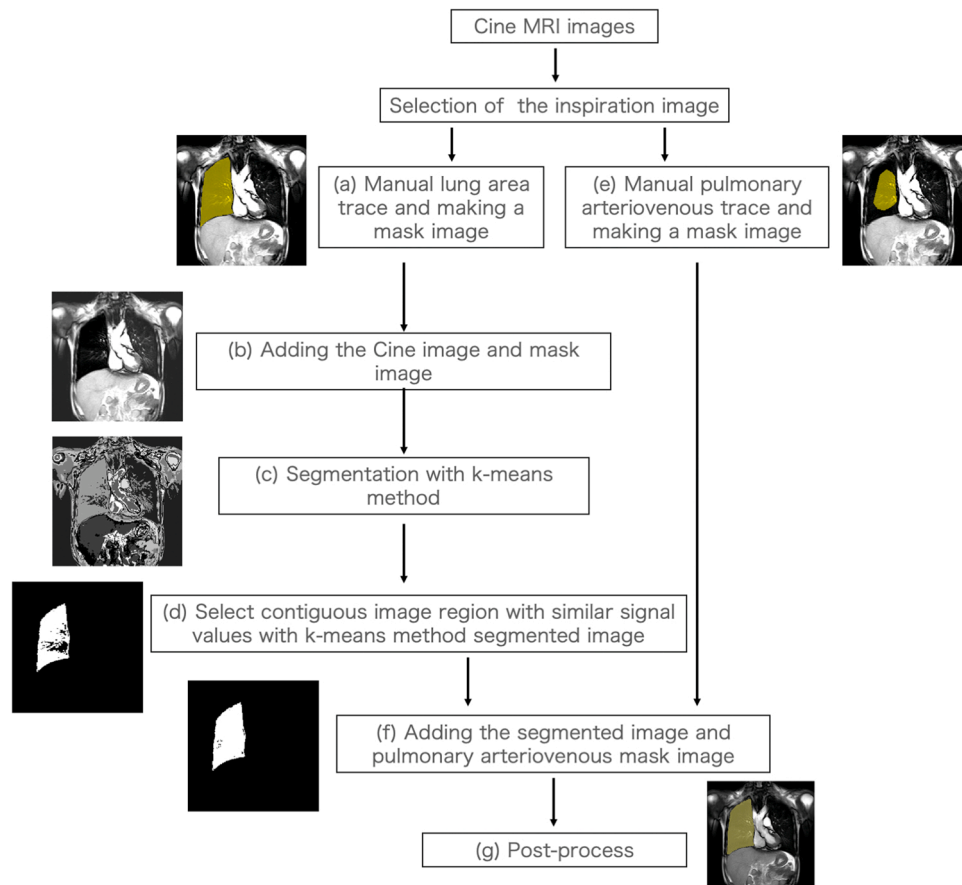 Cine MRI images
Selection of the inspiration image
(a) Manual lung area
trace and making a
mask image
(e) Manual pulmonary
arteriovenous trace and
making a mask image
(b) Adding the Cine image and mask
image
(c) Segmentation with k-means
method
(d) Select contiguous image region with similar signal
values with k-means method segmented image
(f) Adding the segmented image and
pulmonary arteriovenous mask image
(g) Post-process